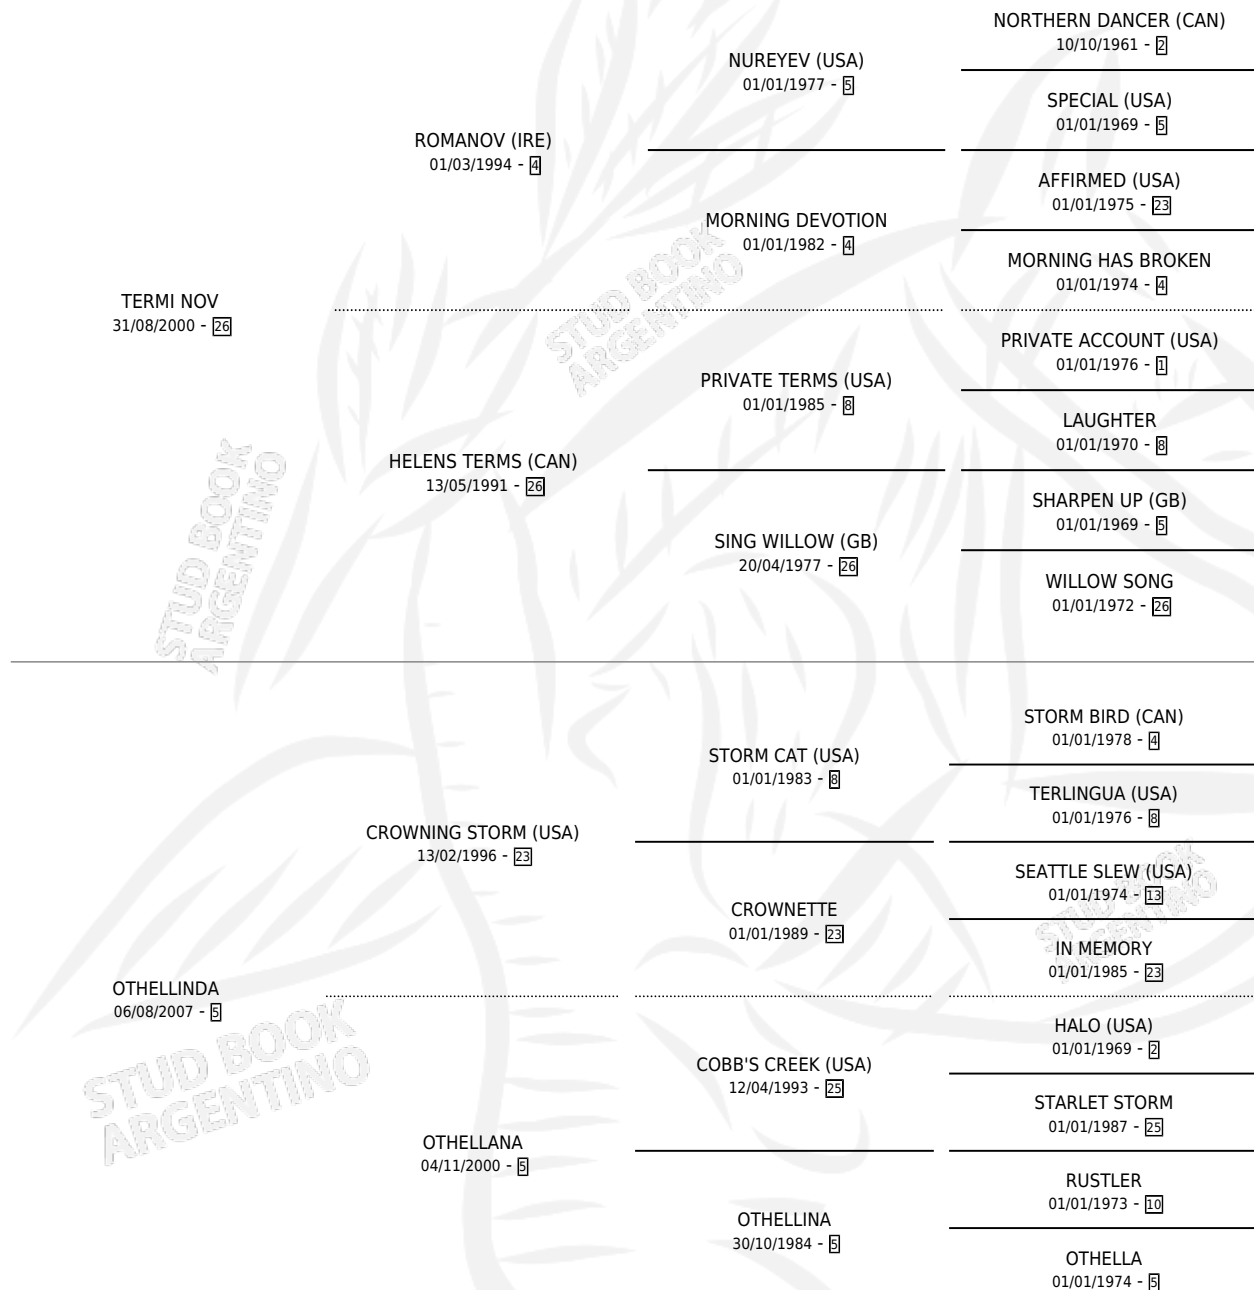 NORTHERN DANCER (CAN)
10/10/1961 - 2
NUREYEV (USA)
01/01/1977 - 5
SPECIAL (USA)
01/01/1969 - 5
ROMANOV (IRE)
01/03/1994 - 4
AFFIRMED (USA)
01/01/1975 - 23
MORNING DEVOTION
01/01/1982 - 4
MORNING HAS BROKEN
01/01/1974 - 4
TERMI NOV
31/08/2000 - 26
STUD BOOK
ARGENTINO
PRIVATE ACCOUNT (USA)
01/01/1976 - 1
PRIVATE TERMS (USA)
01/01/1985 - 8
LAUGHTER
01/01/1970 - 8
HELENS TERMS (CAN)
13/05/1991 - 26
SHARPEN UP (GB)
01/01/1969 - 5
SING WILLOW (GB)
20/04/1977 - 26
WILLOW SONG
01/01/1972 - 26
STUD BOOK
ARGENTINO
STORM BIRD (CAN)
01/01/1978 - 4
STORM CAT (USA)
01/01/1983 - 8
TERLINGUA (USA)
01/01/1976 - 8
CROWNING STORM (USA)
13/02/1996 - 23
SEATTLE SLEW (USA)
01/01/1974 - 13
STUD BOOK
ARGENTINO
CROWNETTE
01/01/1989 - 23
IN MEMORY
01/01/1985 - 23
OTHELLINDA
06/08/2007 - 5
HALO (USA)
01/01/1969 - 2
COBB'S CREEK (USA)
12/04/1993 - 25
STARLET STORM
01/01/1987 - 25
STUD BOOK
ARGENTINO
OTHELLANA
04/11/2000 - 5
RUSTLER
01/01/1973 - 10
OTHELLINA
30/10/1984 - 5
OTHELLA
01/01/1974 - 5